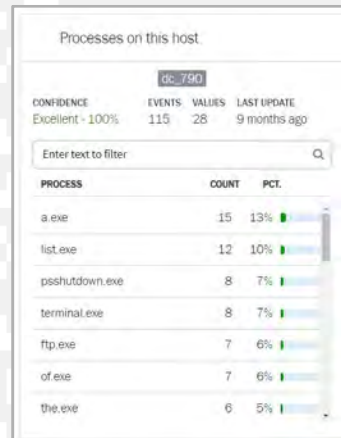 Processes on this host
dc_790
CONFIDENCE EVENTS VALUES LAST UPDATE
Excellent - 100% 115 28 9 months ago
Enter text to filter
PROCESS COUNT PCT.
a.exe 15 13%
list.exe 12 10%
psshutdown.exe 8 7%
terminal.exe 8 7%
ftp.exe 7 6%
of.exe 7 6%
the.exe 6 5%